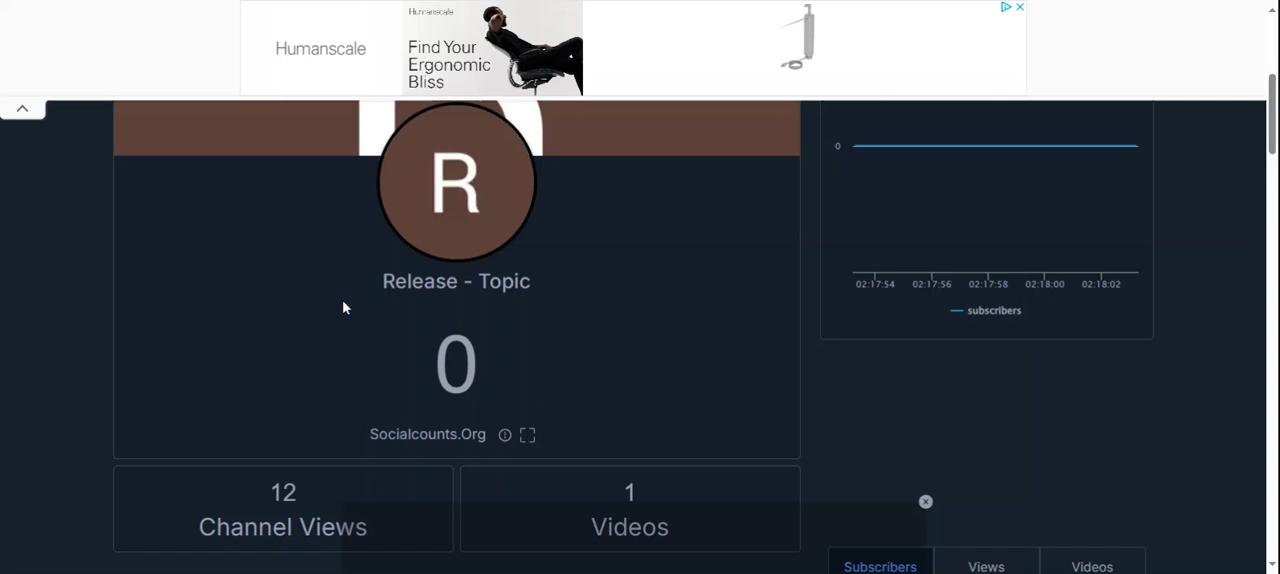 Humanscale
Humanscale
Find Your
Ergonomic
Bliss
R
Release - Topic
0
Socialcounts.Org
12
Channel Views
1
Videos
0
02:17:54 02:17:56 02:17:58 02:18:00 02:18:02
subscribers
Subscribers Views Videos